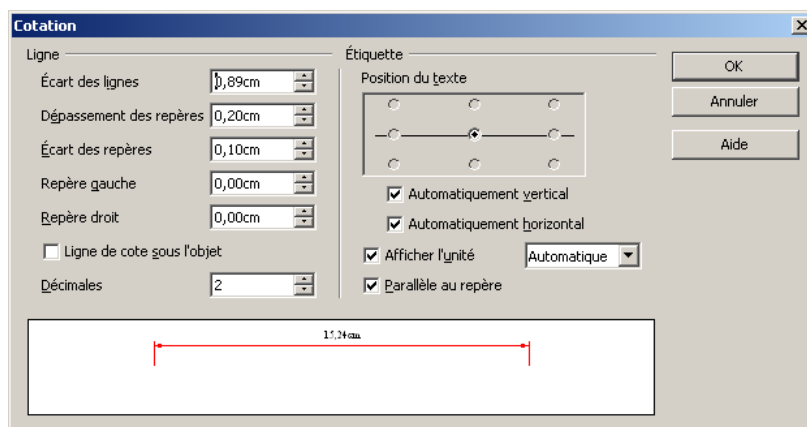 Cotation
Ligne
Écart des lignes 0,89cm
Dépassement des repères 0,20cm
Écart des repères 0,10cm
Repère gauche 0,00cm
Repère droit 0,00cm
Ligne de cote sous l'objet
Décimales 2
Étiquette
Position du texte
Automatiquement vertical
Automatiquement horizontal
Afficher l'unité Automatique
Parallèle au repère
OK
Annuler
Aide
15,24cm